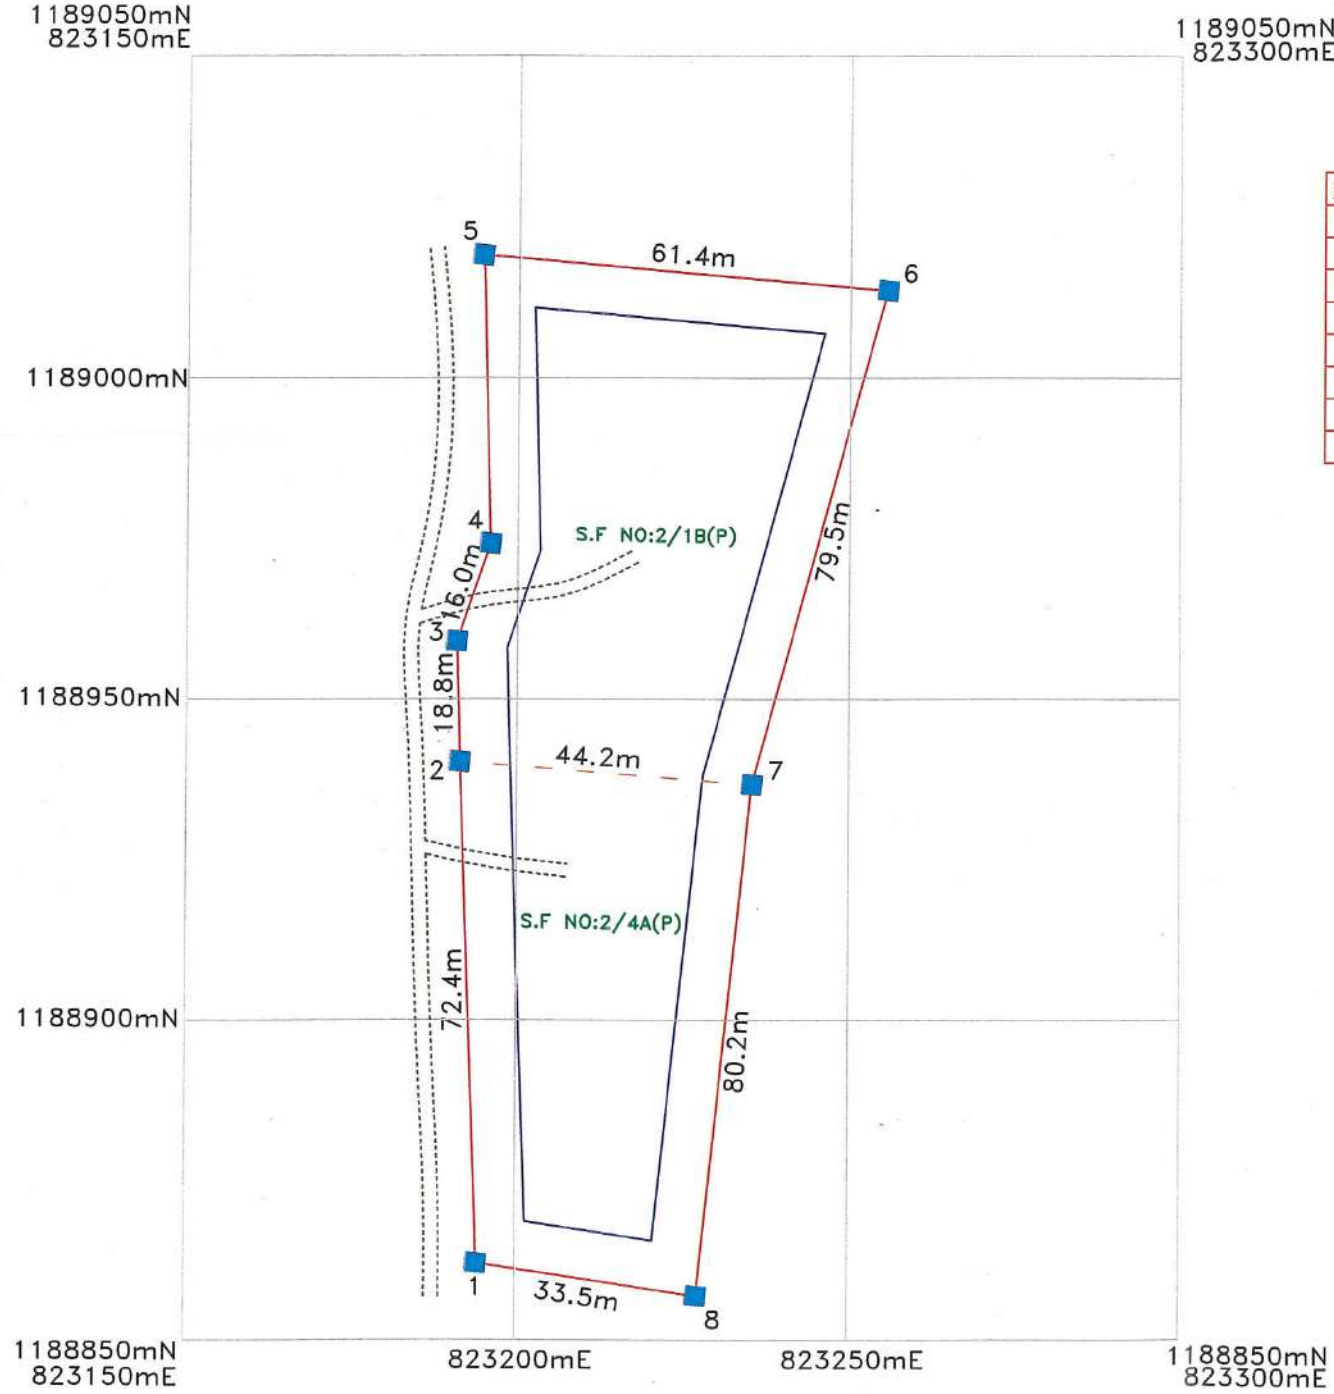 1189050mN
823150mE
1189050mN
823300mE
5
61.4m
6
1189000mN
4
S.F NO:2/1B(P)
79.5m
16.0m
3
18.8m
1188950mN
44.2m
2
7
S.F NO:2/4A(P)
72.4m
1188900mN
80.2m
1
33.5m
8
1188850mN
823150mE
823200mE
823250mE
1188850mN
823300mE